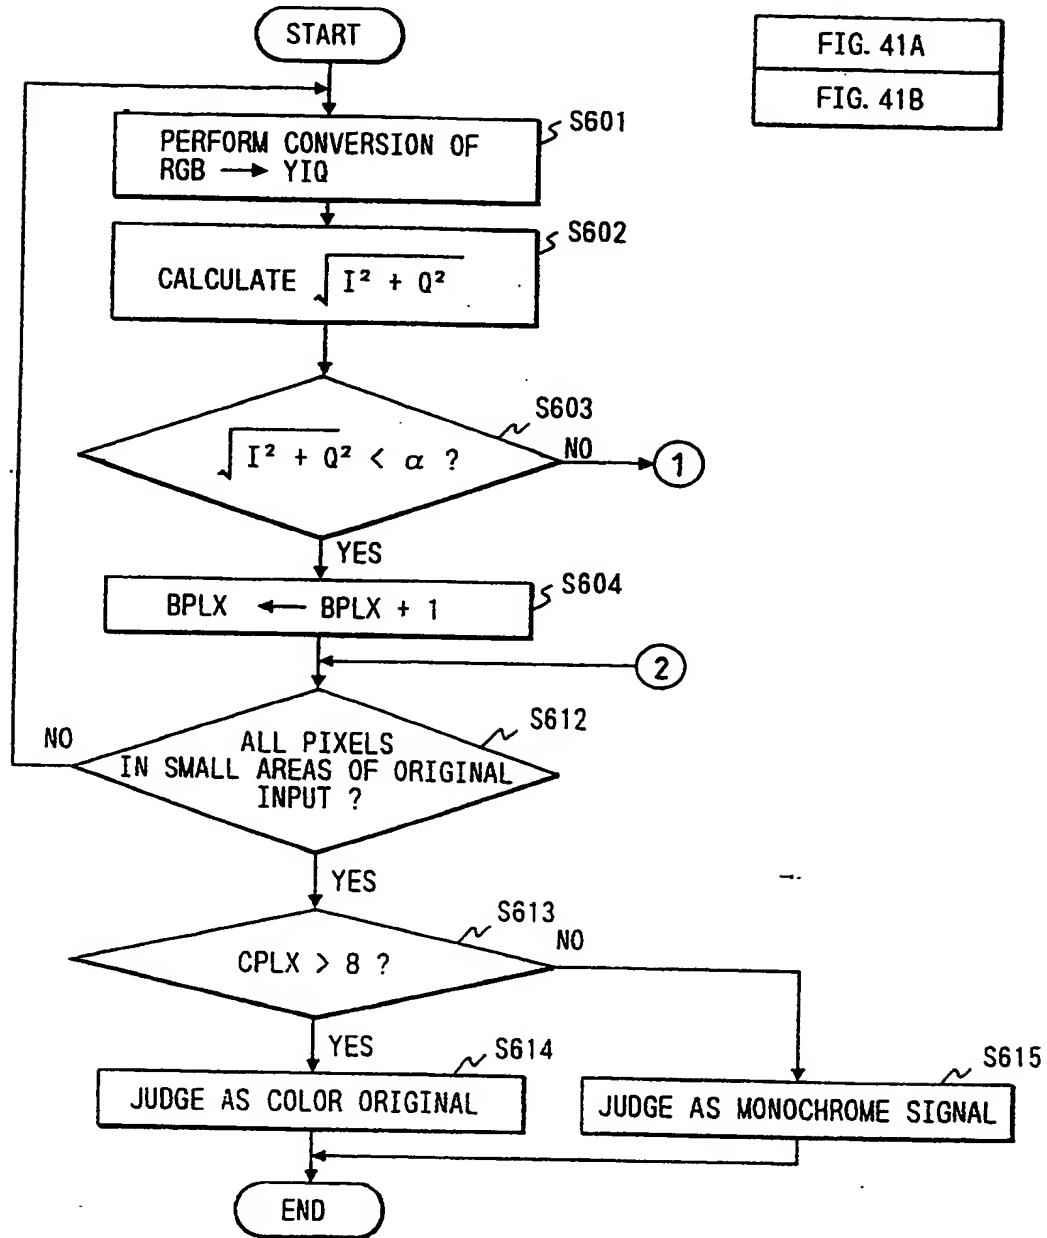 START
FIG. 41A
FIG. 41B
S601
PERFORM CONVERSION OF
RGB → YIQ
S602
CALCULATE √I² + Q²
S603
√I² + Q² < α ?
NO
1
YES
S604
BPLX ← BPLX + 1
2
S612
NO
ALL PIXELS
IN SMALL AREAS OF ORIGINAL
INPUT ?
YES
S613
CPLX > 8 ?
NO
YES
S614
JUDGE AS COLOR ORIGINAL
S615
JUDGE AS MONOCHROME SIGNAL
END